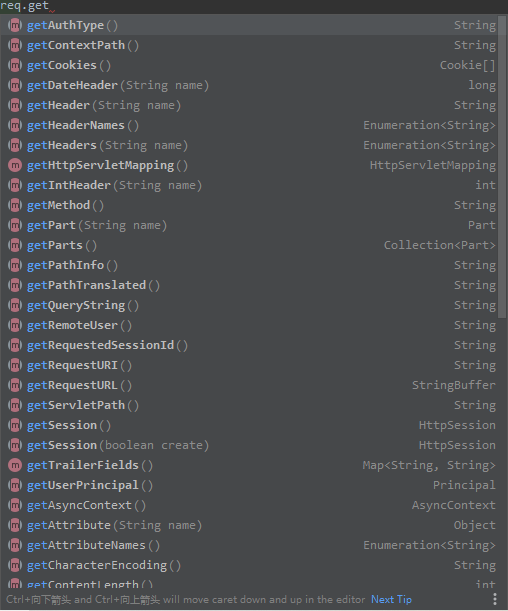 req.get
m getAuthType() String
m getContextPath() String
m getCookies() Cookie[]
m getDateHeader(String name) long
m getHeader(String name) String
m getHeaderNames() Enumeration<String>
m getHeaders(String name) Enumeration<String>
m getHttpServletMapping() HttpServletMapping
m getIntHeader(String name) int
m getMethod() String
m getPart(String name) Part
m getParts() Collection<Part>
m getPathInfo() String
m getPathTranslated() String
m getQueryString() String
m getRemoteUser() String
m getRequestedSessionId() String
m getRequestURI() String
m getRequestURL() StringBuffer
m getServletPath() String
m getSession() HttpSession
m getSession(boolean create) HttpSession
m getTrailerFields() Map<String, String>
m getUserPrincipal() Principal
m getAsyncContext() AsyncContext
m getAttribute(String name) Object
m getAttributeNames() Enumeration<String>
m getCharacterEncoding() String
m getContentLength() int
Ctrl+向下箭头 and Ctrl+向上箭头 will move caret down and up in the editor Next Tip